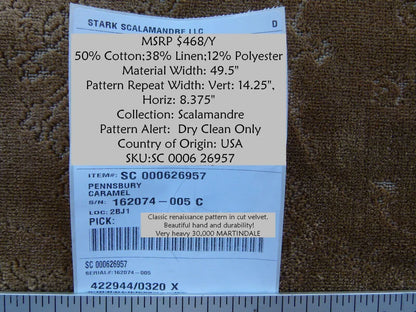 STARK SCALAMANDRE LLC
D
MSRP $468/Y
50% Cotton;38% Linen;12% Polyester
Material Width: 49.5"
Pattern Repeat Width: Vert: 14.25",
Horiz: 8.375"
Collection: Scalamandre
Pattern Alert: Dry Clean Only
Country of Origin: USA
SKU:SC 0006 26957
ITEM#: SC 000626957
PENNSBURY
CARAMEL
S/N: 162074-005 C
LOC: 2BJ1
PICK:
Classic renaissance pattern in cut velvet.
Beautiful hand and durability!
Very heavy 30,000 MARTINDALE
SC 000626957
SERIAL#: 162074-005
422944/0320 X